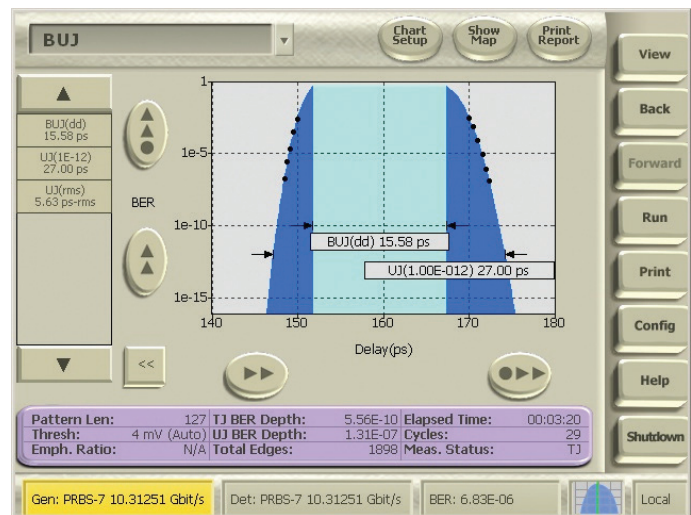 BUJ
Chart Setup
Show Map
Print Report
View
Back
Forward
Run
Print
Config
Help
Shutdown
BUJ(dd)
15.58 ps
UJ(1E-12)
27.00 ps
UJ(rms)
5.63 ps-rms
BER
<<
1
1e-5
1e-10
1e-15
BUJ(dd) 15.58 ps
UJ(1.00E-012) 27.00 ps
140 150 160 170 180
Delay(ps)
Pattern Len: 127 TJ BER Depth: 5.56E-10 Elapsed Time: 00:03:20
Thresh: 4 mV (Auto) UJ BER Depth: 1.31E-07 Cycles: 29
Emph. Ratio: N/A Total Edges: 1898 Meas. Status: TJ
Gen: PRBS-7 10.31251 Gbit/s Det: PRBS-7 10.31251 Gbit/s BER: 6.83E-06 Local